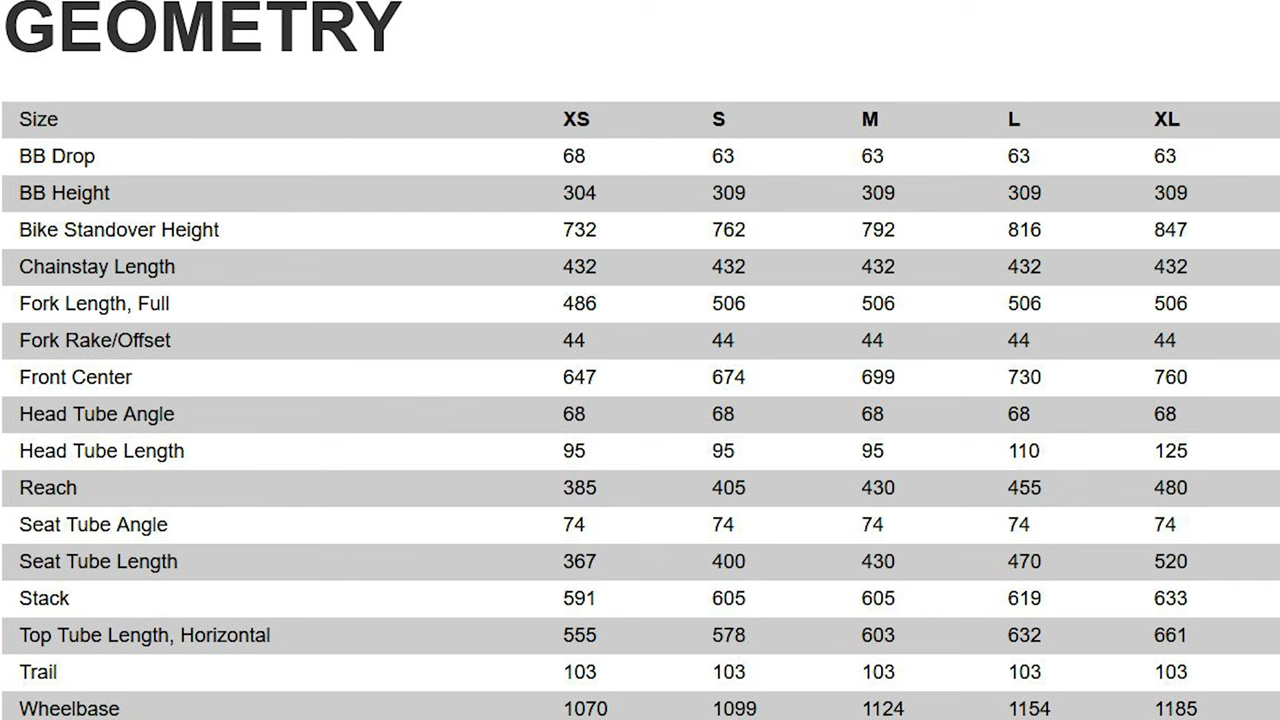 GEOMETRY
Size XS S M L XL
BB Drop 68 63 63 63 63
BB Height 304 309 309 309 309
Bike Standover Height 732 762 792 816 847
Chainstay Length 432 432 432 432 432
Fork Length, Full 486 506 506 506 506
Fork Rake/Offset 44 44 44 44 44
Front Center 647 674 699 730 760
Head Tube Angle 68 68 68 68 68
Head Tube Length 95 95 95 110 125
Reach 385 405 430 455 480
Seat Tube Angle 74 74 74 74 74
Seat Tube Length 367 400 430 470 520
Stack 591 605 605 619 633
Top Tube Length, Horizontal 555 578 603 632 661
Trail 103 103 103 103 103
Wheelbase 1070 1099 1124 1154 1185